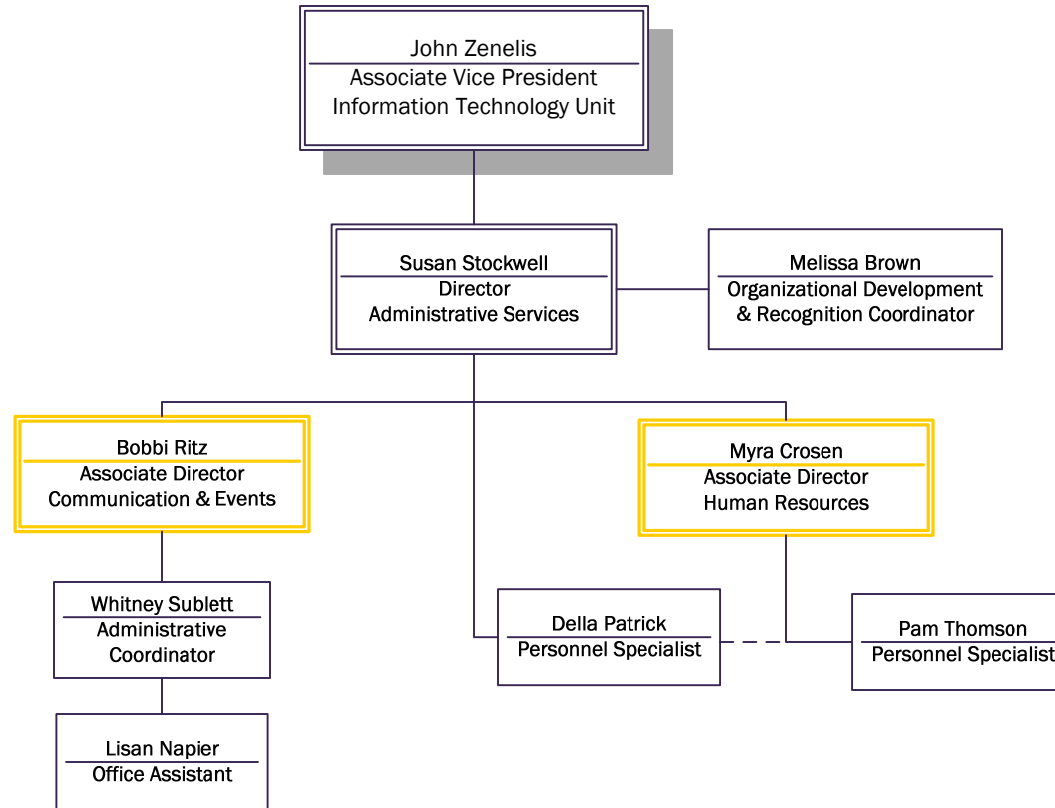 John Zenelis
Associate Vice President
Information Technology Unit
Susan Stockwell
Director
Administrative Services
Melissa Brown
Organizational Development
& Recognition Coordinator
Bobbi Ritz
Associate Director
Communication & Events
Myra Crosen
Associate Director
Human Resources
Whitney Sublett
Administrative
Coordinator
Della Patrick
Personnel Specialist
Pam Thomson
Personnel Specialist
Lisan Napier
Office Assistant